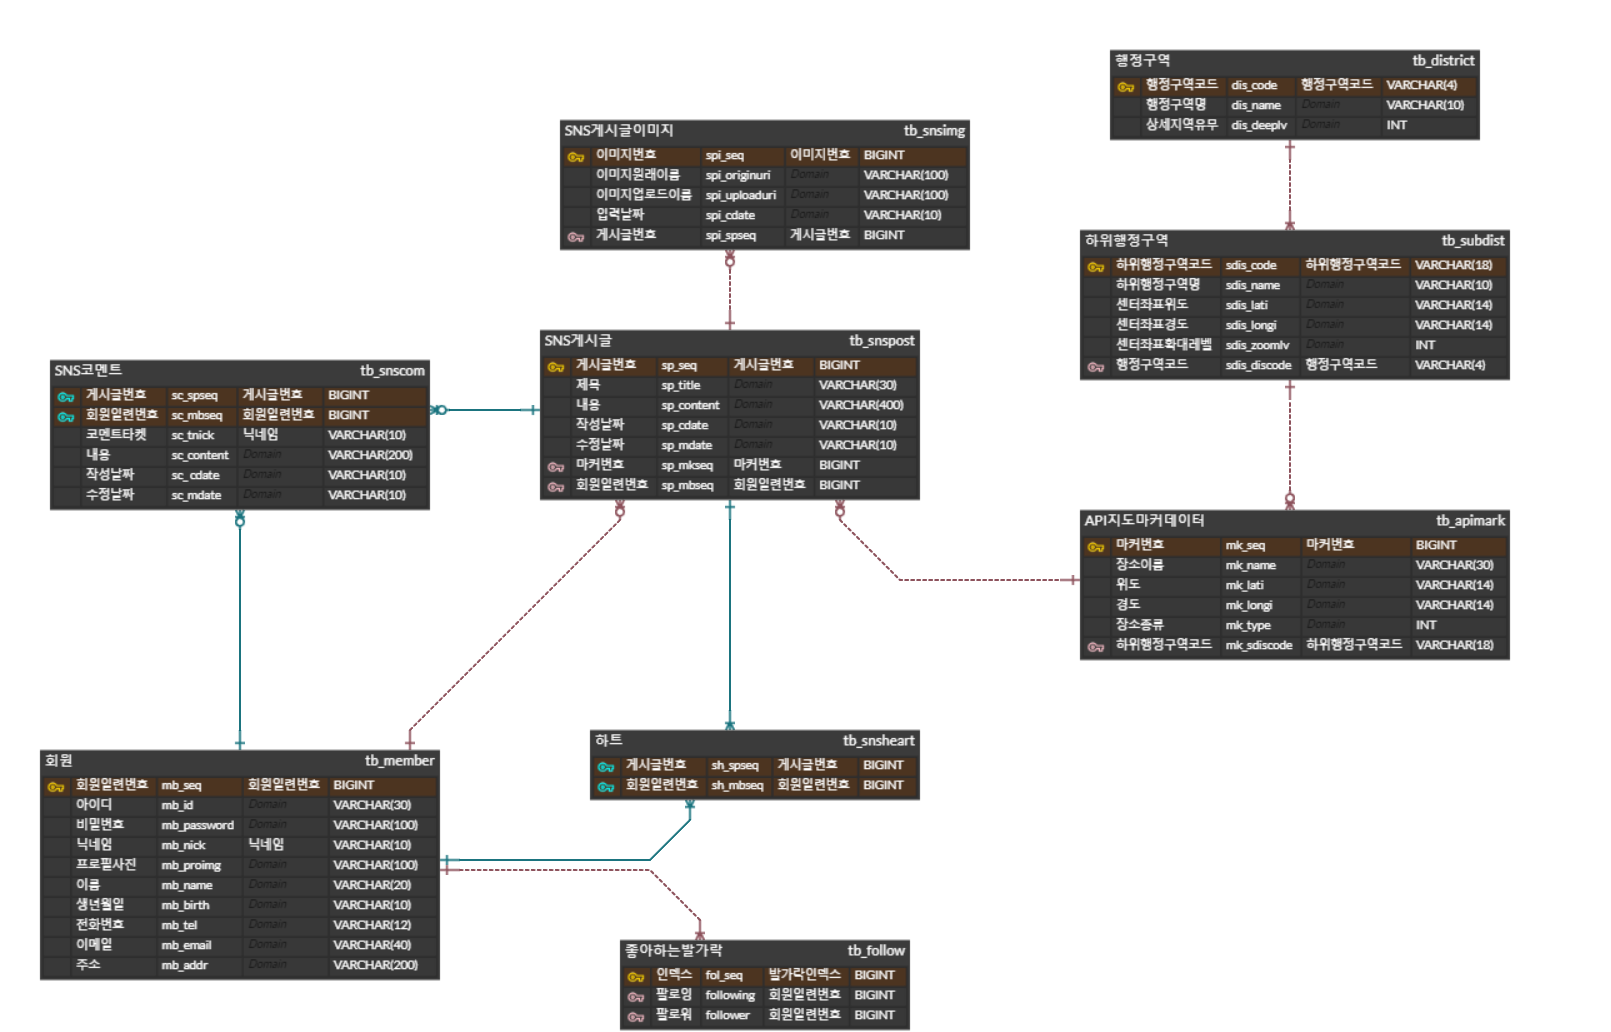 행정구역 tb_district
행정구역코드 dis_code 행정구역코드 VARCHAR(4)
행정구역명 dis_name Domain VARCHAR(10)
상세지역유무 dis_deeplv Domain INT
SNS게시글이미지 tb_snsimg
이미지번호 spi_seq 이미지번호 BIGINT
이미지원래이름 spi_originuri Domain VARCHAR(100)
이미지업로드이름 spi_uploaduri Domain VARCHAR(100)
입력날짜 spi_cdate Domain VARCHAR(10)
게시글번호 spi_spseq 게시글번호 BIGINT
하위행정구역 tb_subdist
하위행정구역코드 sdis_code 하위행정구역코드 VARCHAR(18)
하위행정구역명 sdis_name Domain VARCHAR(10)
센터좌표위도 sdis_lati Domain VARCHAR(14)
센터좌표경도 sdis_longi Domain VARCHAR(14)
센터좌표확대레벨 sdis_zoomlv Domain INT
행정구역코드 sdis_discode 행정구역코드 VARCHAR(4)
SNS게시글 tb_snspost
게시글번호 sp_seq 게시글번호 BIGINT
제목 sp_title Domain VARCHAR(30)
내용 sp_content Domain VARCHAR(400)
작성날짜 sp_cdate Domain VARCHAR(10)
수정날짜 sp_mdate Domain VARCHAR(10)
마커번호 sp_mkseq 마커번호 BIGINT
회원일련번호 sp_mbseq 회원일련번호 BIGINT
SNS코멘트 tb_snscom
게시글번호 sc_spseq 게시글번호 BIGINT
회원일련번호 sc_mbseq 회원일련번호 BIGINT
코멘트타켓 sc_tnick 닉네임 VARCHAR(10)
내용 sc_content Domain VARCHAR(200)
작성날짜 sc_cdate Domain VARCHAR(10)
수정날짜 sc_mdate Domain VARCHAR(10)
API지도마커데이터 tb_apimark
마커번호 mk_seq 마커번호 BIGINT
장소이름 mk_name Domain VARCHAR(30)
위도 mk_lati Domain VARCHAR(14)
경도 mk_longi Domain VARCHAR(14)
장소종류 mk_type Domain INT
하위행정구역코드 mk_sdiscode 하위행정구역코드 VARCHAR(18)
하트 tb_snsheart
게시글번호 sh_spseq 게시글번호 BIGINT
회원일련번호 sh_mbseq 회원일련번호 BIGINT
회원 tb_member
회원일련번호 mb_seq 회원일련번호 BIGINT
아이디 mb_id Domain VARCHAR(30)
비밀번호 mb_password Domain VARCHAR(100)
닉네임 mb_nick 닉네임 VARCHAR(10)
프로필사진 mb_proimg Domain VARCHAR(100)
이름 mb_name Domain VARCHAR(20)
생년월일 mb_birth Domain VARCHAR(10)
전화번호 mb_tel Domain VARCHAR(12)
이메일 mb_email Domain VARCHAR(40)
주소 mb_addr Domain VARCHAR(200)
좋아하는발가락 tb_follow
인덱스 fol_seq 발가락인덱스 BIGINT
팔로잉 following 회원일련번호 BIGINT
팔로워 follower 회원일련번호 BIGINT